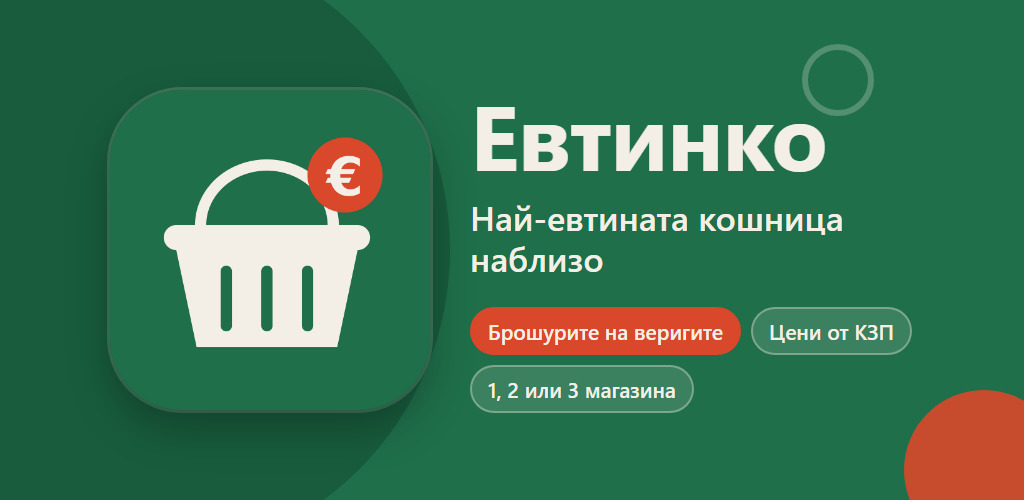 €
Евтинко
Най-евтината кошница
наблизо
Брошурите на веригите
Цени от КЗП
1, 2 или 3 магазина